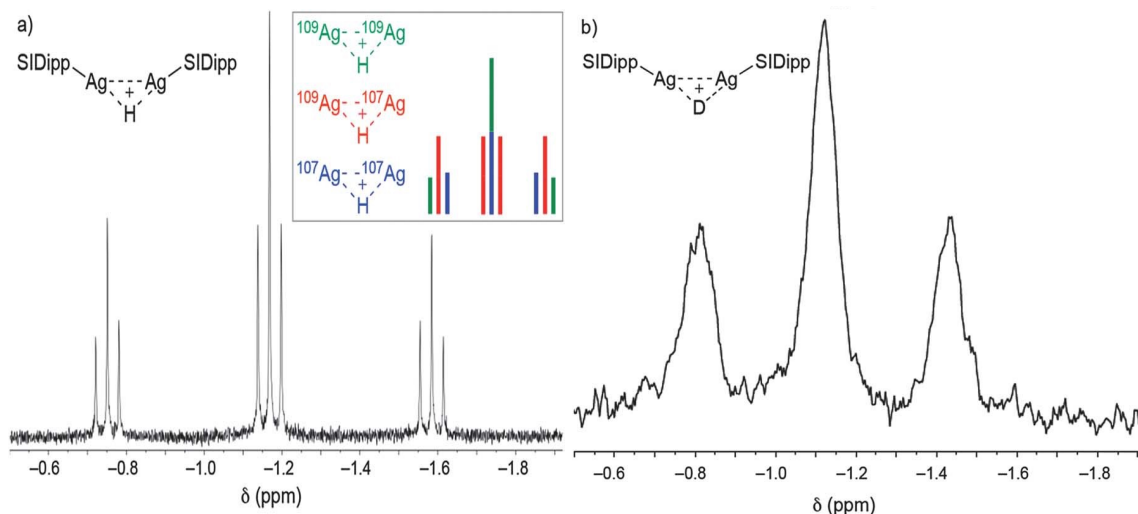 a)
SIDipp SIDipp
Ag Ag
+
H
109Ag 109Ag
+
H
109Ag 107Ag
+
H
107Ag 107Ag
+
H
–0.6 –0.8 –1.0 –1.2 –1.4 –1.6 –1.8
δ (ppm)
b)
SIDipp SIDipp
Ag Ag
+
D
–0.6 –0.8 –1.0 –1.2 –1.4 –1.6 –1.8
δ (ppm)